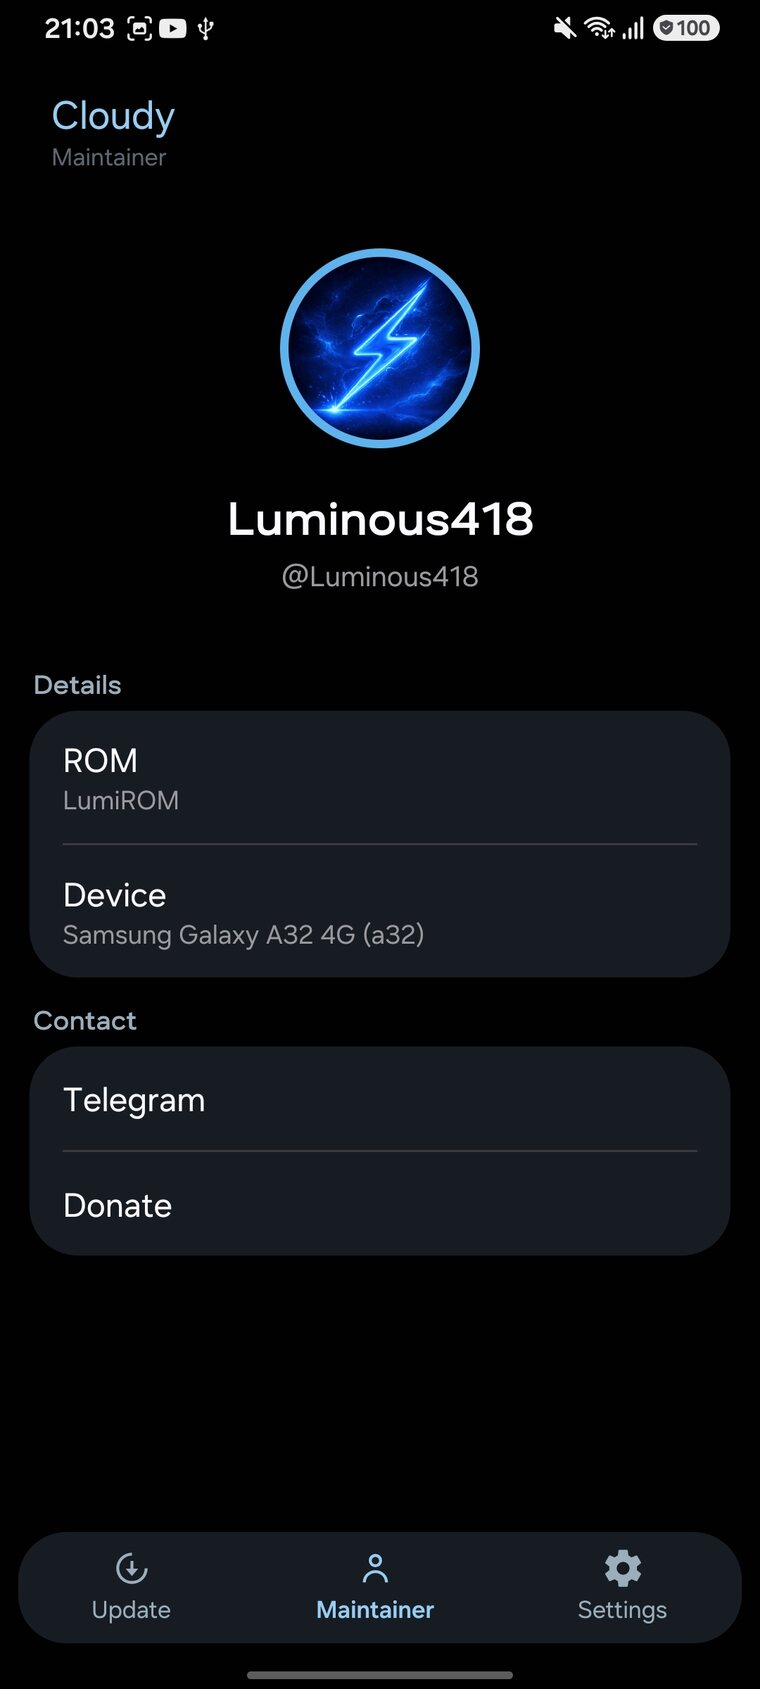 21:03
100
Cloudy
Maintainer
Luminous418
@Luminous418
Details
ROM
LumiROM
Device
Samsung Galaxy A32 4G (a32)
Contact
Telegram
Donate
Update
Maintainer
Settings